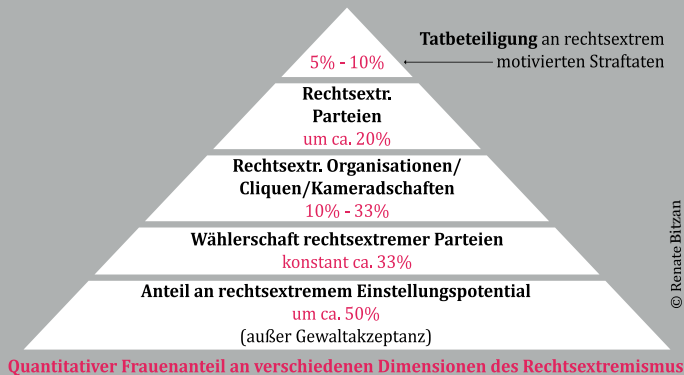 Tatbeteiligung an rechtsextrem
motivierten Straftaten
5% - 10%
Rechtsextr.
Parteien
um ca. 20%
Rechtsextr. Organisationen/
Cliquen/Kameradschaften
10% - 33%
Wählerschaft rechtsextremer Parteien
konstant ca. 33%
Anteil an rechtsextremem Einstellungspotential
um ca. 50%
(außer Gewaltakzeptanz)
© Renate Bitzan
Quantitativer Frauenanteil an verschiedenen Dimensionen des Rechtsextremismus